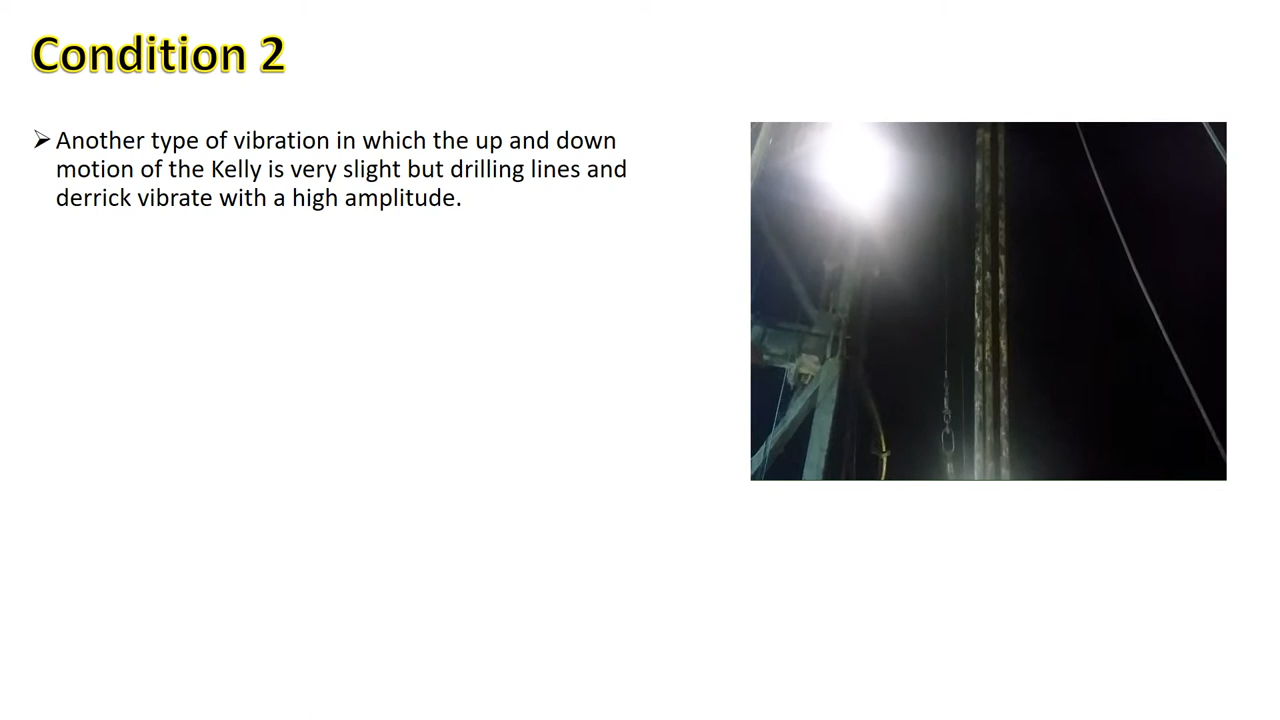 Condition 2
➢ Another type of vibration in which the up and down
motion of the Kelly is very slight but drilling lines and
derrick vibrate with a high amplitude.